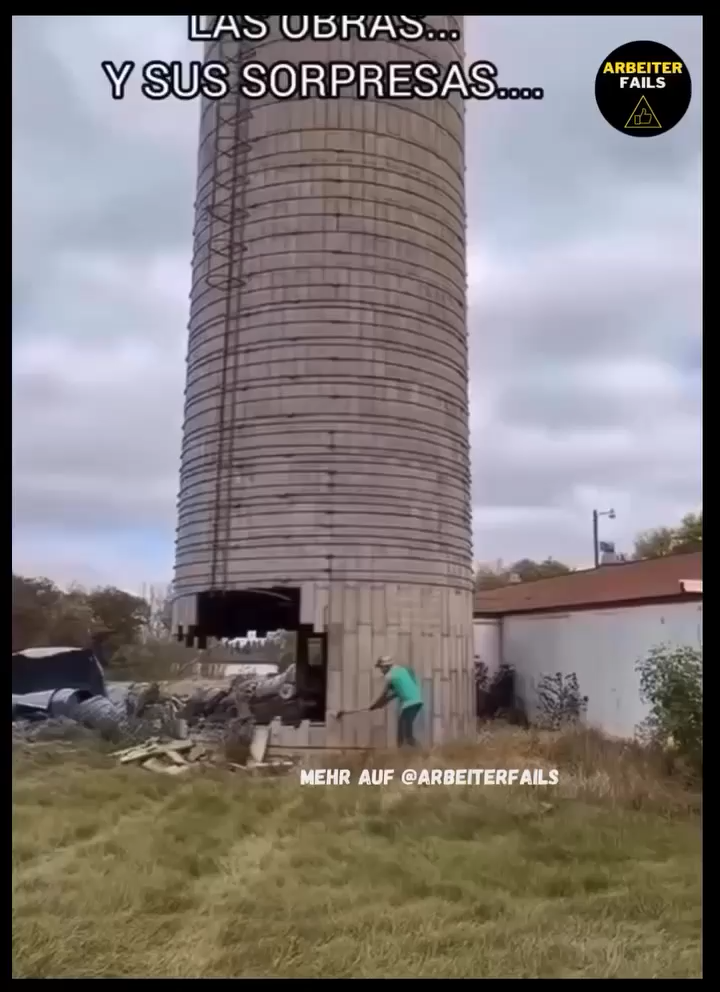 LAS OBRAS...
Y SUS SORPRESAS....
ARBEITER
FAILS
MEHR AUF @ARBEITERFAILS